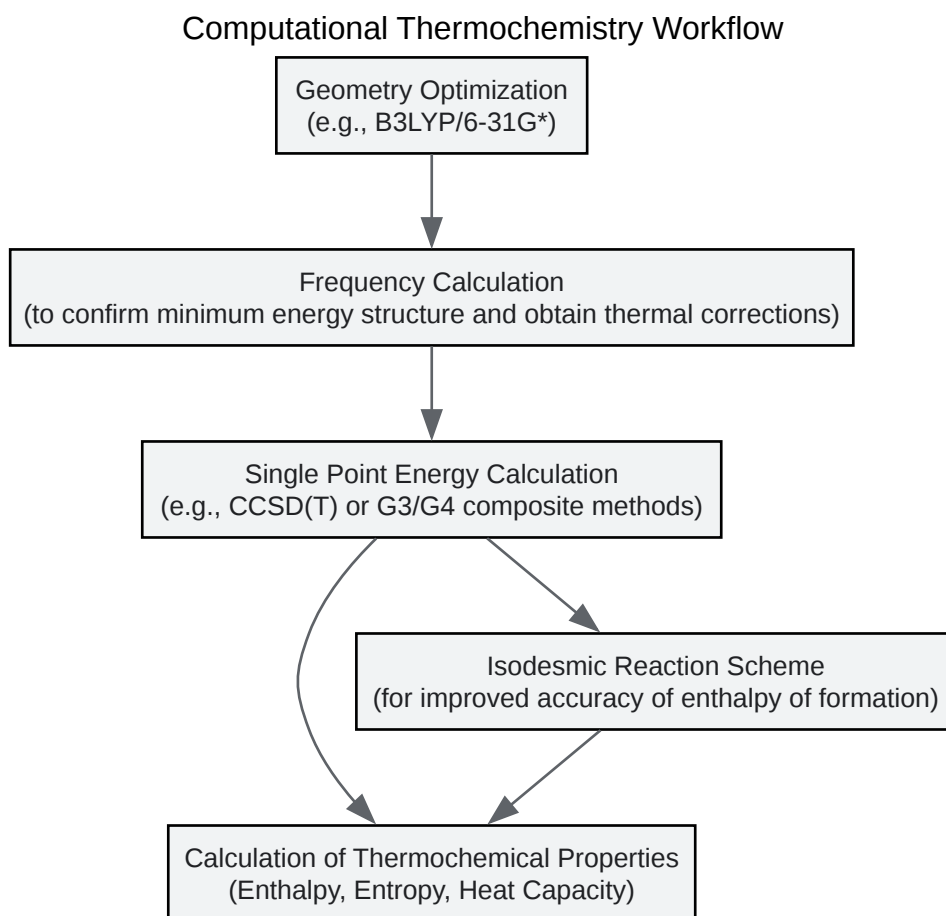 Computational Thermochemistry Workflow
Geometry Optimization
(e.g., B3LYP/6-31G*)
Frequency Calculation
(to confirm minimum energy structure and obtain thermal corrections)
Single Point Energy Calculation
(e.g., CCSD(T) or G3/G4 composite methods)
Isodesmic Reaction Scheme
(for improved accuracy of enthalpy of formation)
Calculation of Thermochemical Properties
(Enthalpy, Entropy, Heat Capacity)